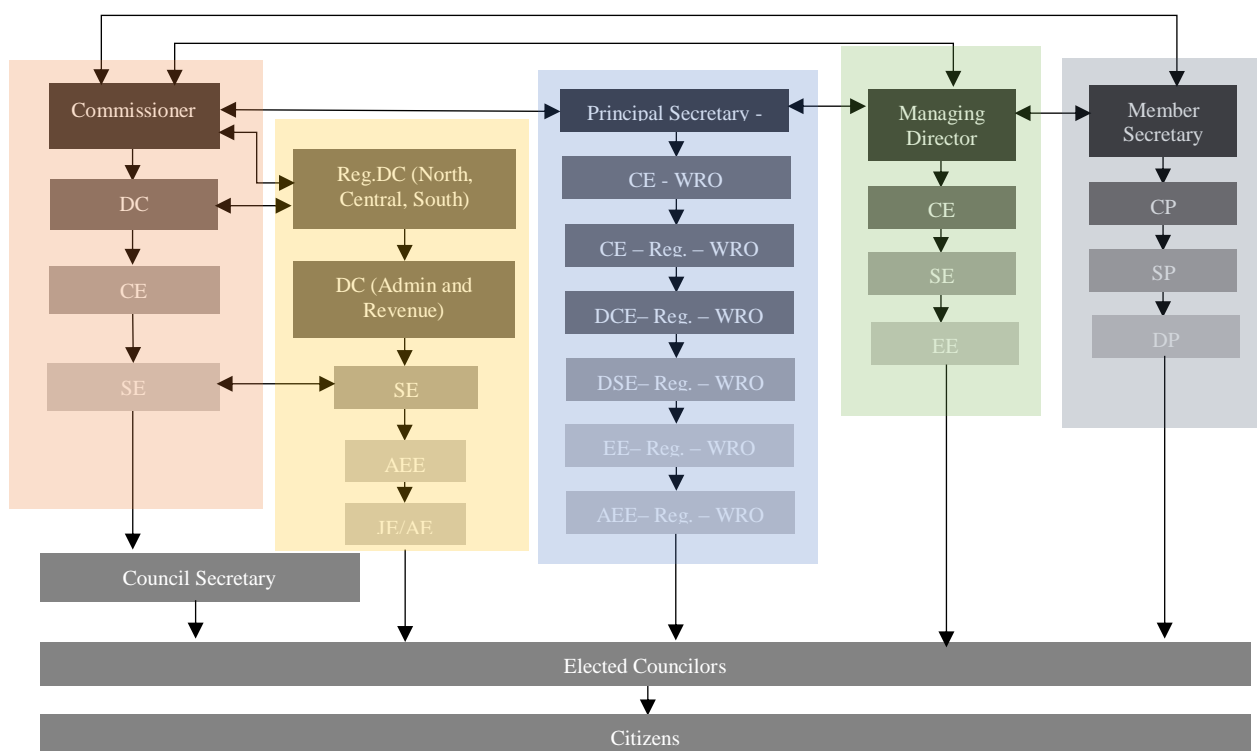 Commissioner
DC
CE
SE
Reg.DC (North,
Central, South)
DC (Admin and
Revenue)
SE
AEE
JE/AE
Principal Secretary -
CE - WRO
CE – Reg. – WRO
DCE– Reg. – WRO
DSE– Reg. – WRO
EE– Reg. – WRO
AEE– Reg. – WRO
Managing
Director
CE
SE
EE
Member
Secretary
CP
SP
DP
Council Secretary
Elected Councilors
Citizens